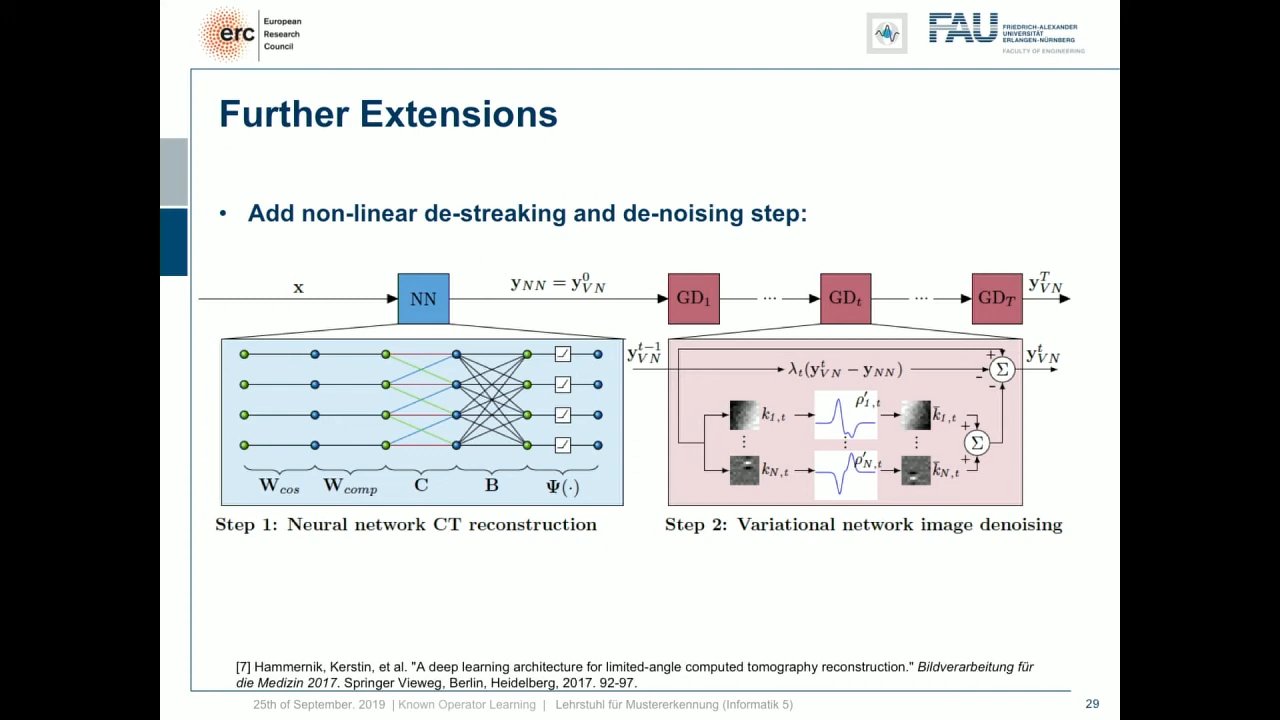 erc
European
Research
Council
FAU
FRIEDRICH-ALEXANDER
UNIVERSITÄT
ERLANGEN-NÜRNBERG
FACULTY OF ENGINEERING
Further Extensions
• Add non-linear de-streaking and de-noising step:
x
NN
y_NN = y^0_VN
GD_1
...
GD_t
...
GD_T
y^T_VN
W_cos
W_comp
C
B
Ψ(·)
y^{t-1}_VN
λ_t(y^t_VN − y_NN)
+
-
-
Σ
y^t_VN
k_{1,t}
ρ'_{1,t}
k̄_{1,t}
+
⋮
⋮
⋮
Σ
k_{N,t}
ρ'_{N,t}
k̄_{N,t}
+
Step 1: Neural network CT reconstruction
Step 2: Variational network image denoising
[7] Hammernik, Kerstin, et al. "A deep learning architecture for limited-angle computed tomography reconstruction." Bildverarbeitung für
die Medizin 2017. Springer Vieweg, Berlin, Heidelberg, 2017. 92-97.
25th of September. 2019 | Known Operator Learning | Lehrstuhl für Mustererkennung (Informatik 5)
29